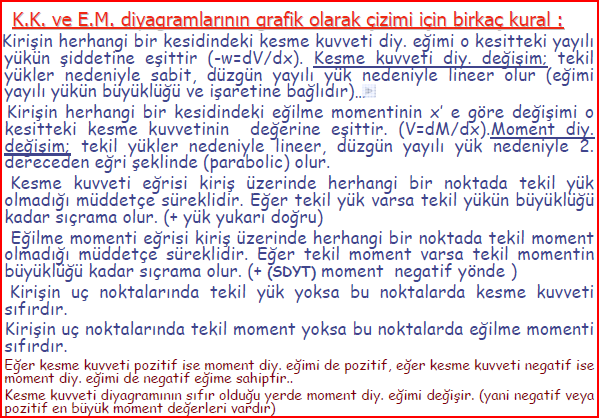 K.K. ve E.M. diyagramlarının grafik olarak çizimi için birkaç kural :
Kirişin herhangi bir kesidindeki kesme kuvveti diy. eğimi o kesitteki yayılı
yükün şiddetine eşittir (-w=dV/dx). Kesme kuvveti diy. değişim; tekil
yükler nedeniyle sabit, düzgün yayılı yük nedeniyle lineer olur (eğimi
yayılı yükün büyüklüğü ve işaretine bağlıdır)…
Kirişin herhangi bir kesidindeki eğilme momentinin x' e göre değişimi o
kesitteki kesme kuvvetinin değerine eşittir. (V=dM/dx).Moment diy.
değişim; tekil yükler nedeniyle lineer, düzgün yayılı yük nedeniyle 2.
dereceden eğri şeklinde (parabolic) olur.
Kesme kuvveti eğrisi kiriş üzerinde herhangi bir noktada tekil yük
olmadığı müddetçe süreklidir. Eğer tekil yük varsa tekil yükün büyüklüğü
kadar sıçrama olur. (+ yük yukarı doğru)
Eğilme momenti eğrisi kiriş üzerinde herhangi bir noktada tekil moment
olmadığı müddetçe süreklidir. Eğer tekil moment varsa tekil momentin
büyüklüğü kadar sıçrama olur. (+ (SDYT) moment negatif yönde )
Kirişin uç noktalarında tekil yük yoksa bu noktalarda kesme kuvveti
sıfırdır.
Kirişin uç noktalarında tekil moment yoksa bu noktalarda eğilme momenti
sıfırdır.
Eğer kesme kuvveti pozitif ise moment diy. eğimi de pozitif, eğer kesme kuvveti negatif ise
moment diy. eğimi de negatif eğime sahiptir..
Kesme kuvveti diyagramının sıfır olduğu yerde moment diy. eğimi değişir. (yani negatif veya
pozitif en büyük moment değerleri vardır)